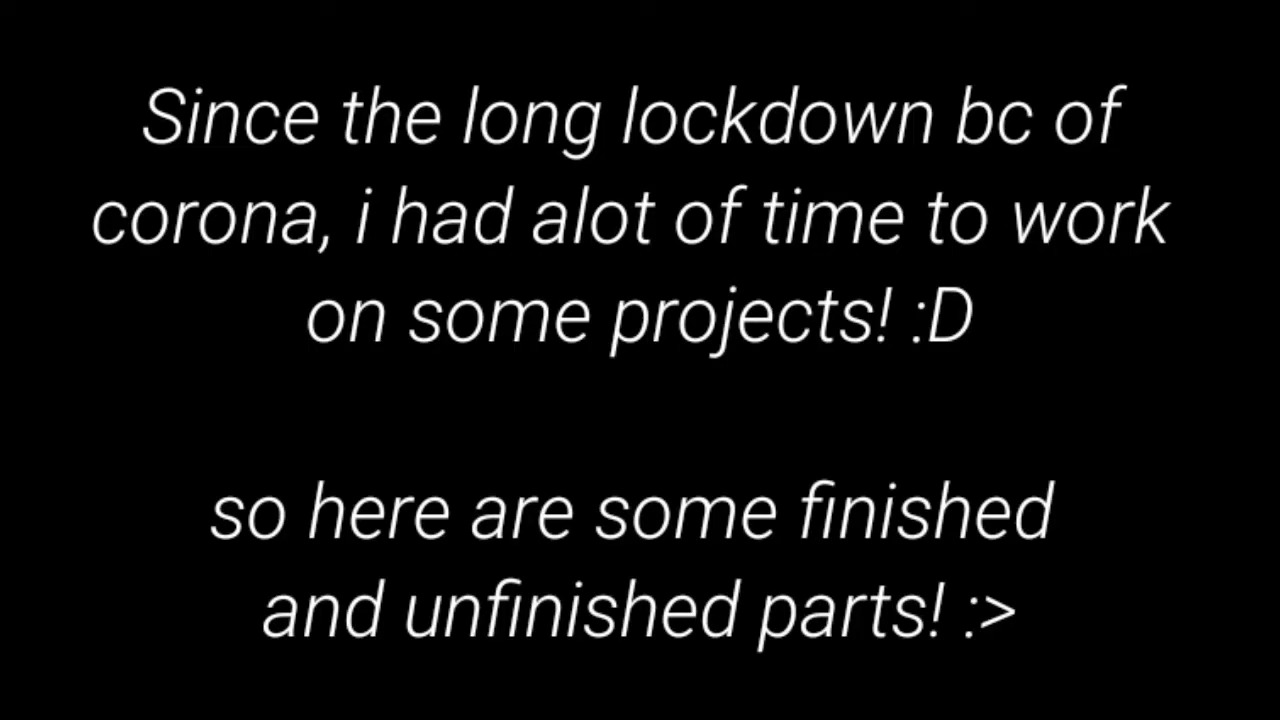 Since the long lockdown bc of
corona, i had alot of time to work
on some projects! :D
so here are some finished
and unfinished parts! :>